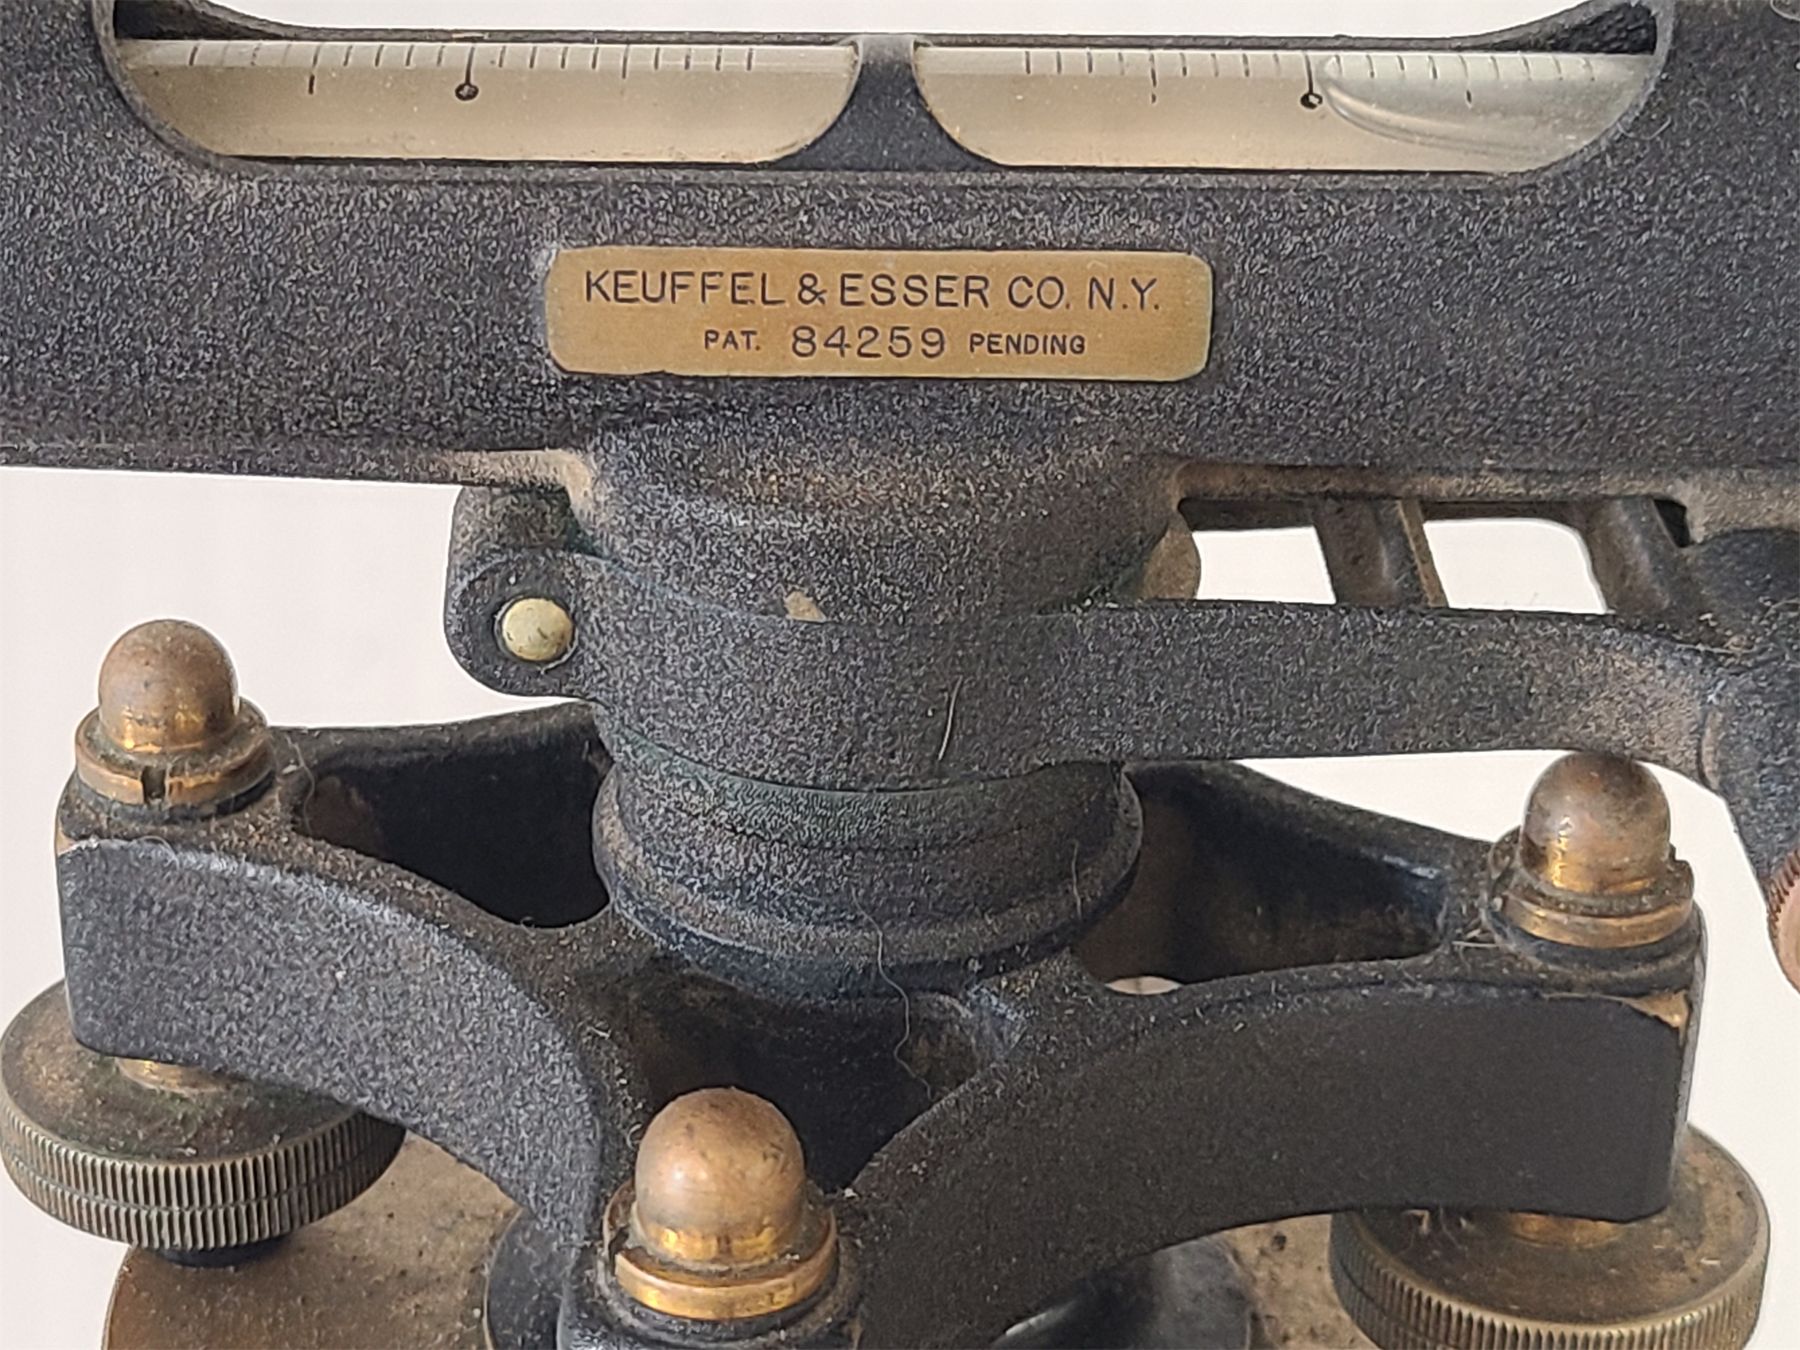 KEUFFEL & ESSER CO. N.Y.
PAT. 84259 PENDING